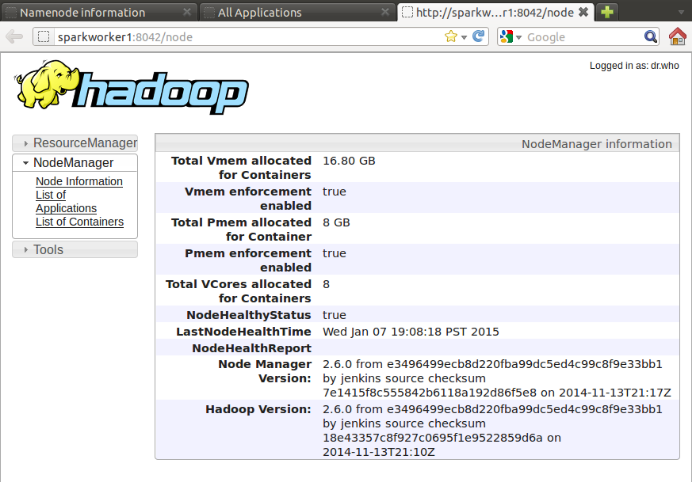 Namenode information
All Applications
http://sparkw...r1:8042/node
sparkworker1:8042/node
Google
Logged in as: dr.who
hadoop
ResourceManager
NodeManager
Node Information
List of
Applications
List of Containers
Tools
NodeManager information
Total Vmem allocated
for Containers
16.80 GB
Vmem enforcement
enabled
true
Total Pmem allocated
for Container
8 GB
Pmem enforcement
enabled
true
Total VCores allocated
for Containers
8
NodeHealthyStatus
true
LastNodeHealthTime
Wed Jan 07 19:08:18 PST 2015
NodeHealthReport
Node Manager
Version:
2.6.0 from e3496499ecb8d220fba99dc5ed4c99c8f9e33bb1
by jenkins source checksum
7e1415f8c555842b6118a192d86f5e8 on 2014-11-13T21:17Z
Hadoop Version:
2.6.0 from e3496499ecb8d220fba99dc5ed4c99c8f9e33bb1
by jenkins source checksum
18e43357c8f927c0695f1e9522859d6a on
2014-11-13T21:10Z